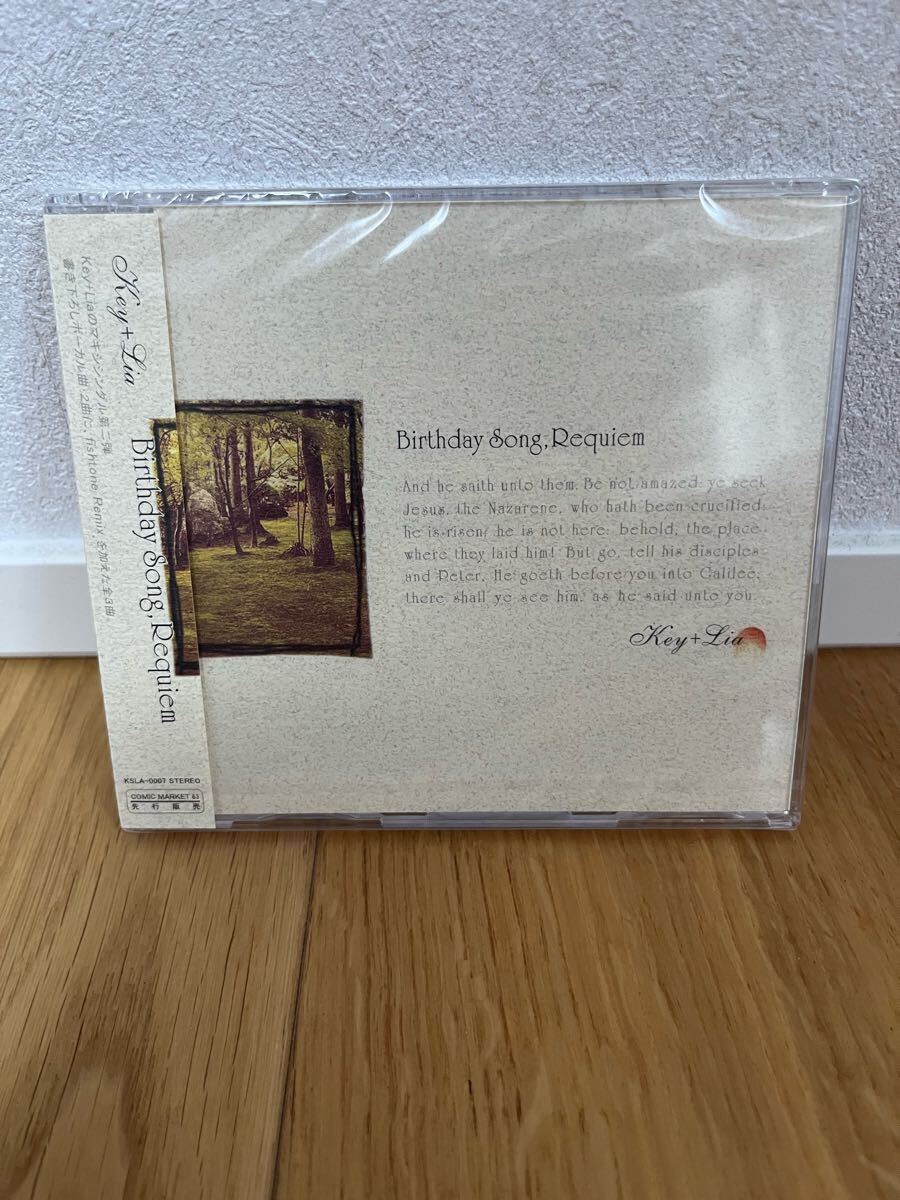 Key+Lia
Key+Liaのマキシシングル第二弾
書き下ろしボーカル曲2曲に、fishtone Remixを加えた全3曲
Birthday Song, Requiem
KSLA-0007 STEREO
COMIC MARKET 63
先行販売
Birthday Song, Requiem
And he saith unto them, Be not amazed: ye seek
Jesus, the Nazarene, who hath been crucified:
he is risen; he is not here: behold, the place
where they laid him! But go, tell his disciples
and Peter, He goeth before you into Galilee:
there shall ye see him, as he said unto you.
Key+Lia